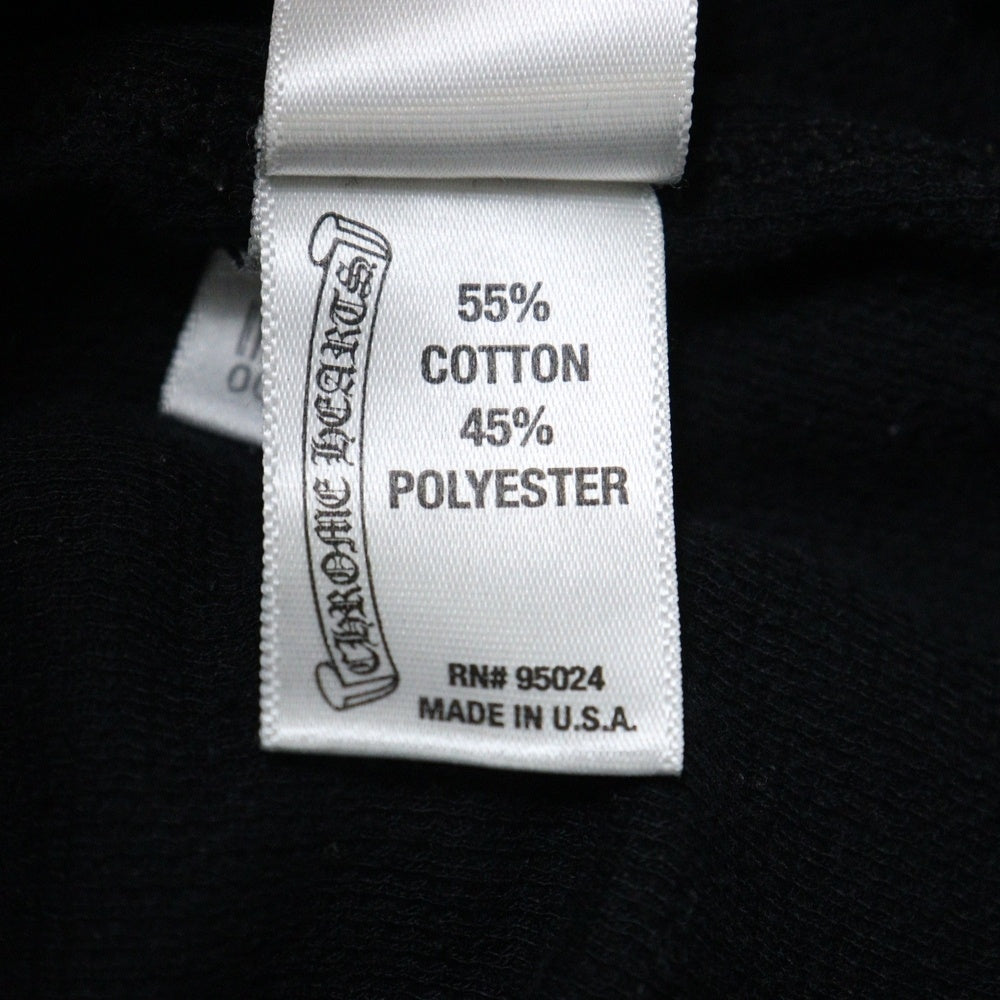 CHROME HEARTS
55%
COTTON
45%
POLYESTER
RN# 95024
MADE IN U.S.A.